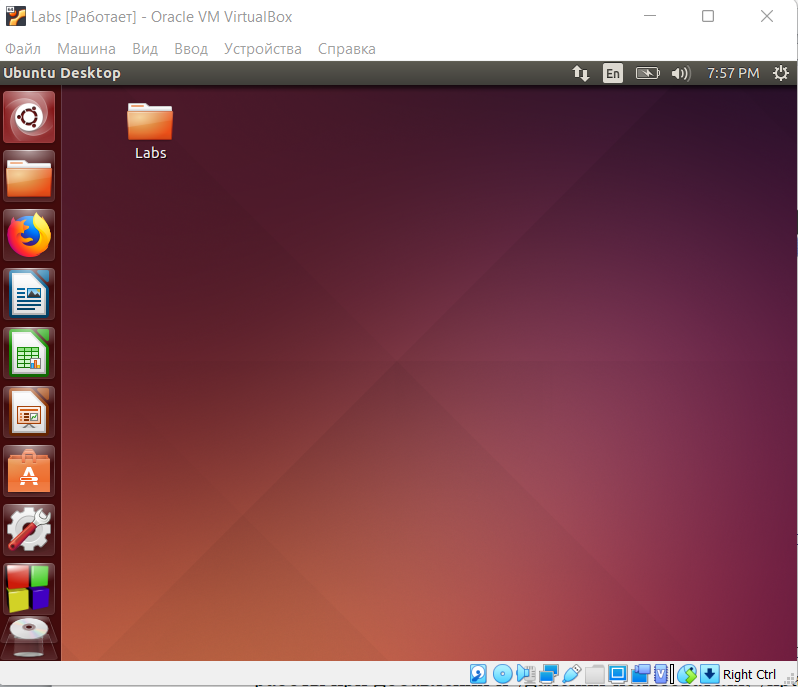 Labs [Работает] - Oracle VM VirtualBox
Файл Машина Вид Ввод Устройства Справка
Ubuntu Desktop En 7:57 PM
Labs
Right Ctrl